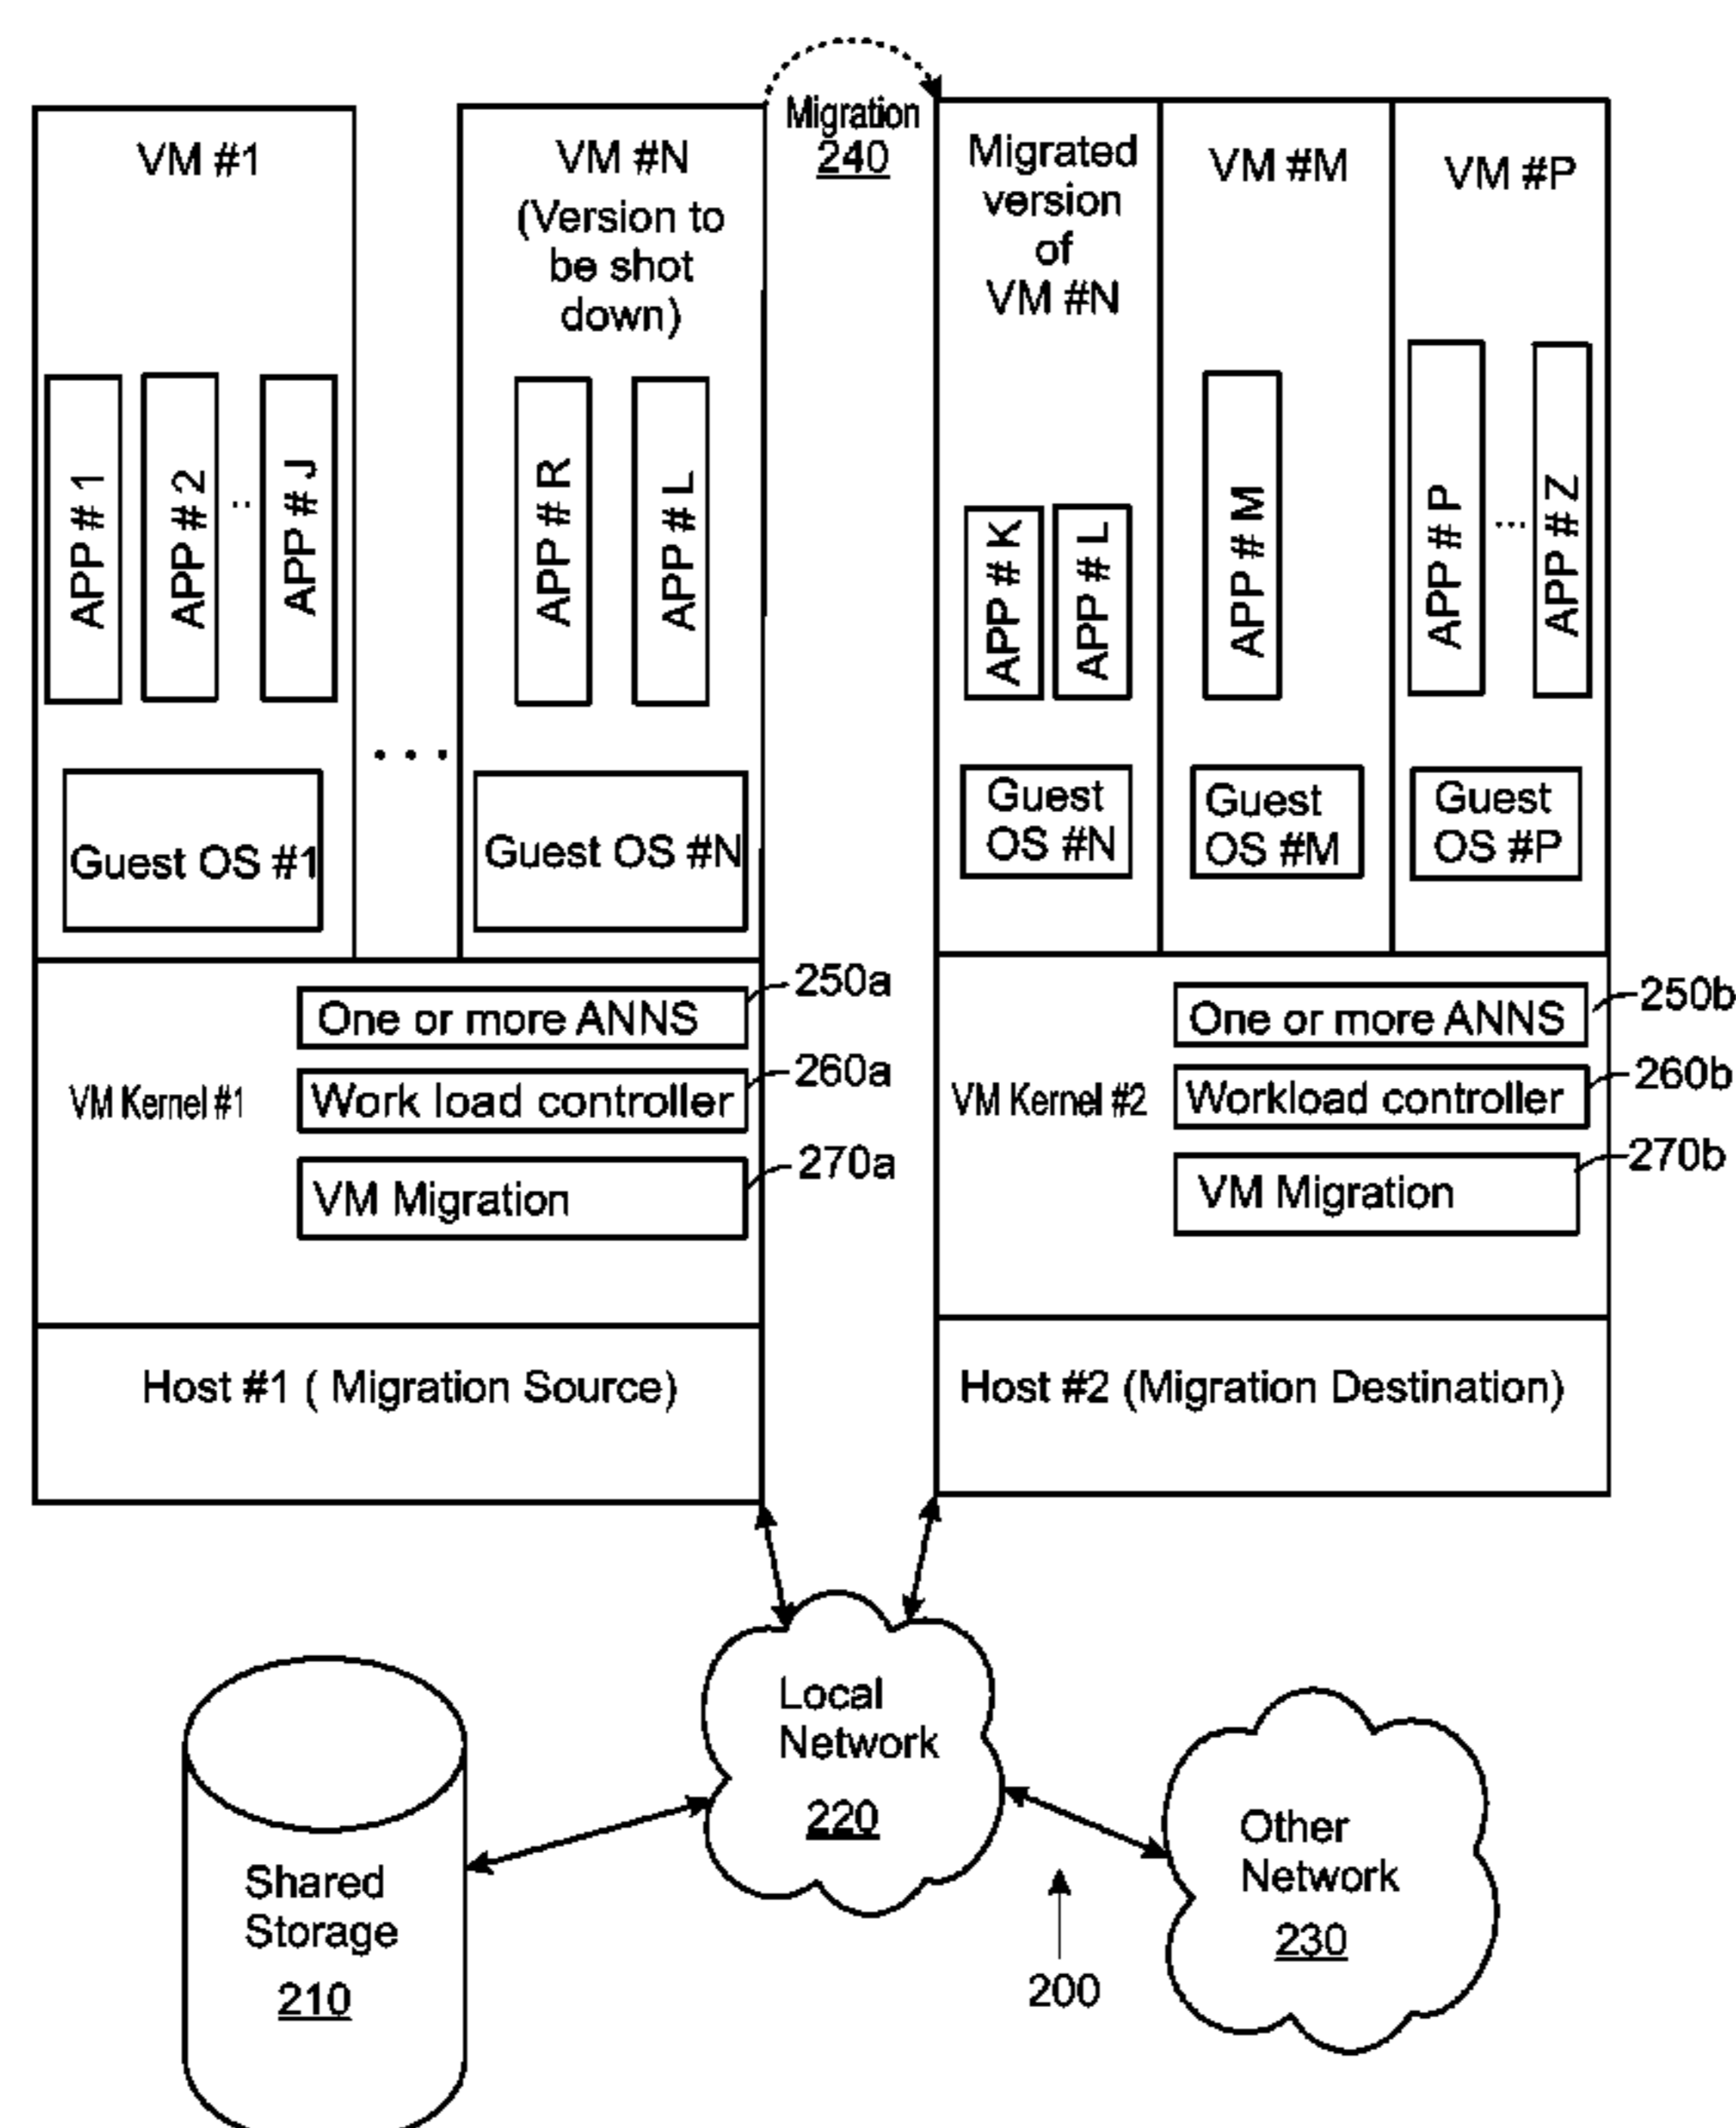 Migration
240
VM #1
VM #N
(Version to
be shot
down)
APP # 1
APP # 2
..
APP # J
APP # R
APP # L
Guest OS #1
...
Guest OS #N
Migrated
version
of
VM #N
VM #M
VM #P
APP # K
APP # L
APP # M
APP # P
...
APP # Z
Guest
OS #N
Guest
OS #M
Guest
OS #P
VM Kernel #1
One or more ANNS
250a
Work load controller
260a
VM Migration
270a
VM Kernel #2
One or more ANNS
250b
Workload controller
260b
VM Migration
270b
Host #1 ( Migration Source)
Host #2 (Migration Destination)
Local
Network
220
Shared
Storage
210
Other
Network
230
200